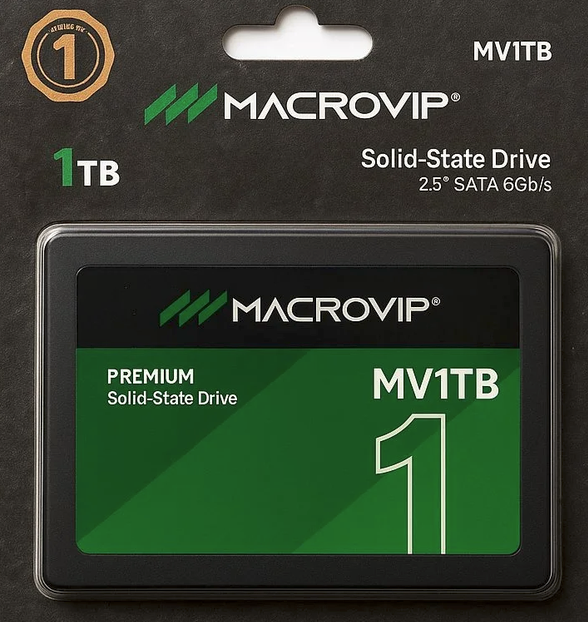 1
MV1TB
MACROVIP®
1TB
Solid-State Drive
2.5" SATA 6Gb/s
MACROVIP®
PREMIUM
Solid-State Drive
MV1TB
1